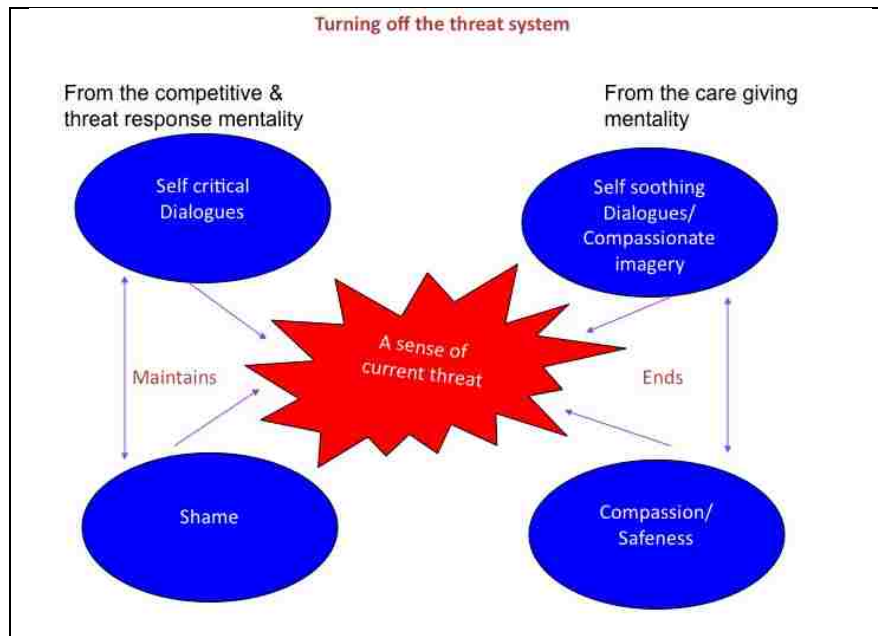 Turning off the threat system
From the competitive &
threat response mentality
From the care giving
mentality
Self critical
Dialogues
Self soothing
Dialogues/
Compassionate
imagery
A sense of
current threat
Maintains
Ends
Shame
Compassion/
Safeness